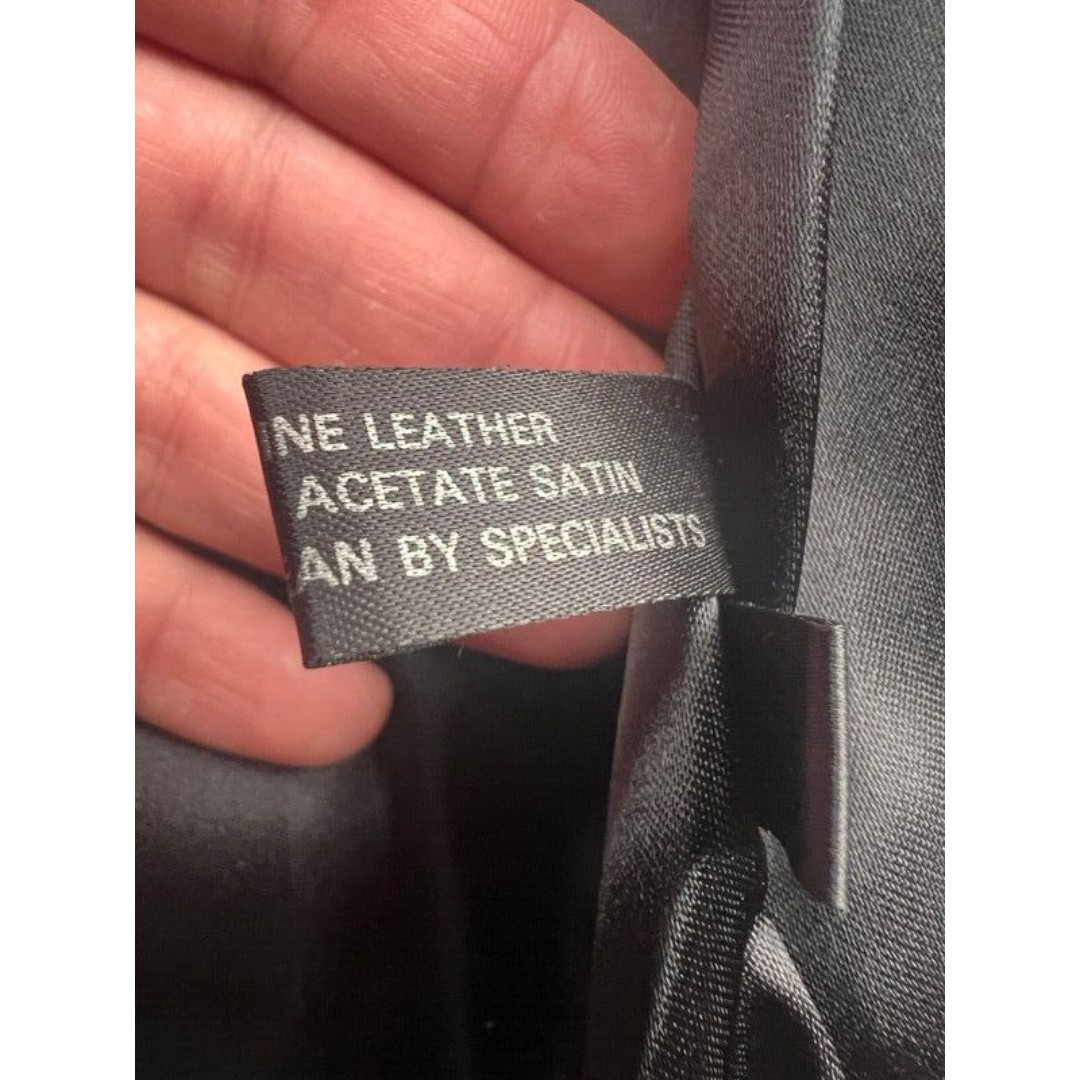 NE LEATHER
ACETATE SATIN
AN BY SPECIALISTS